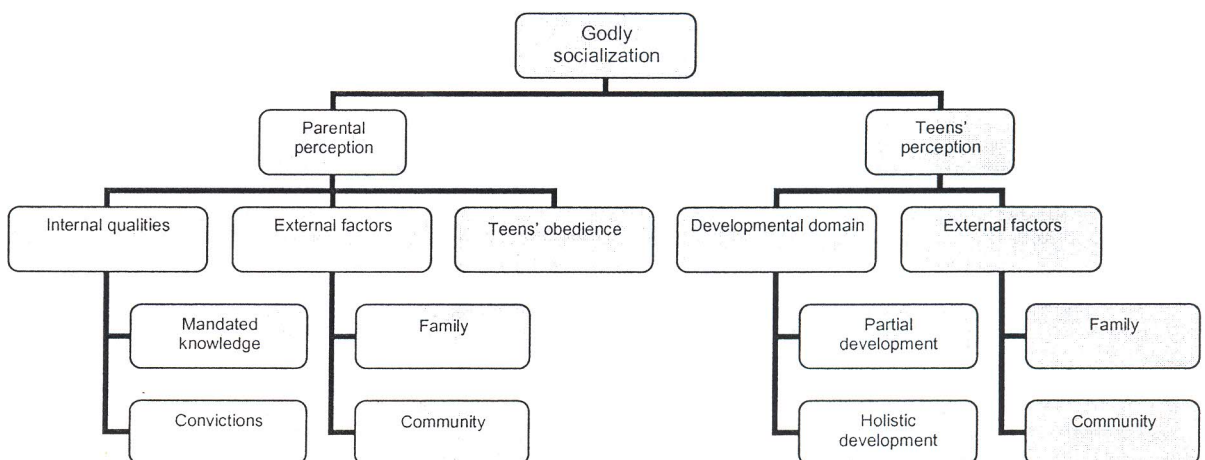 Godly
socialization
Parental
perception
Teens'
perception
Internal qualities
External factors
Teens' obedience
Developmental domain
External factors
Mandated
knowledge
Family
Partial
development
Family
Convictions
Community
Holistic
development
Community